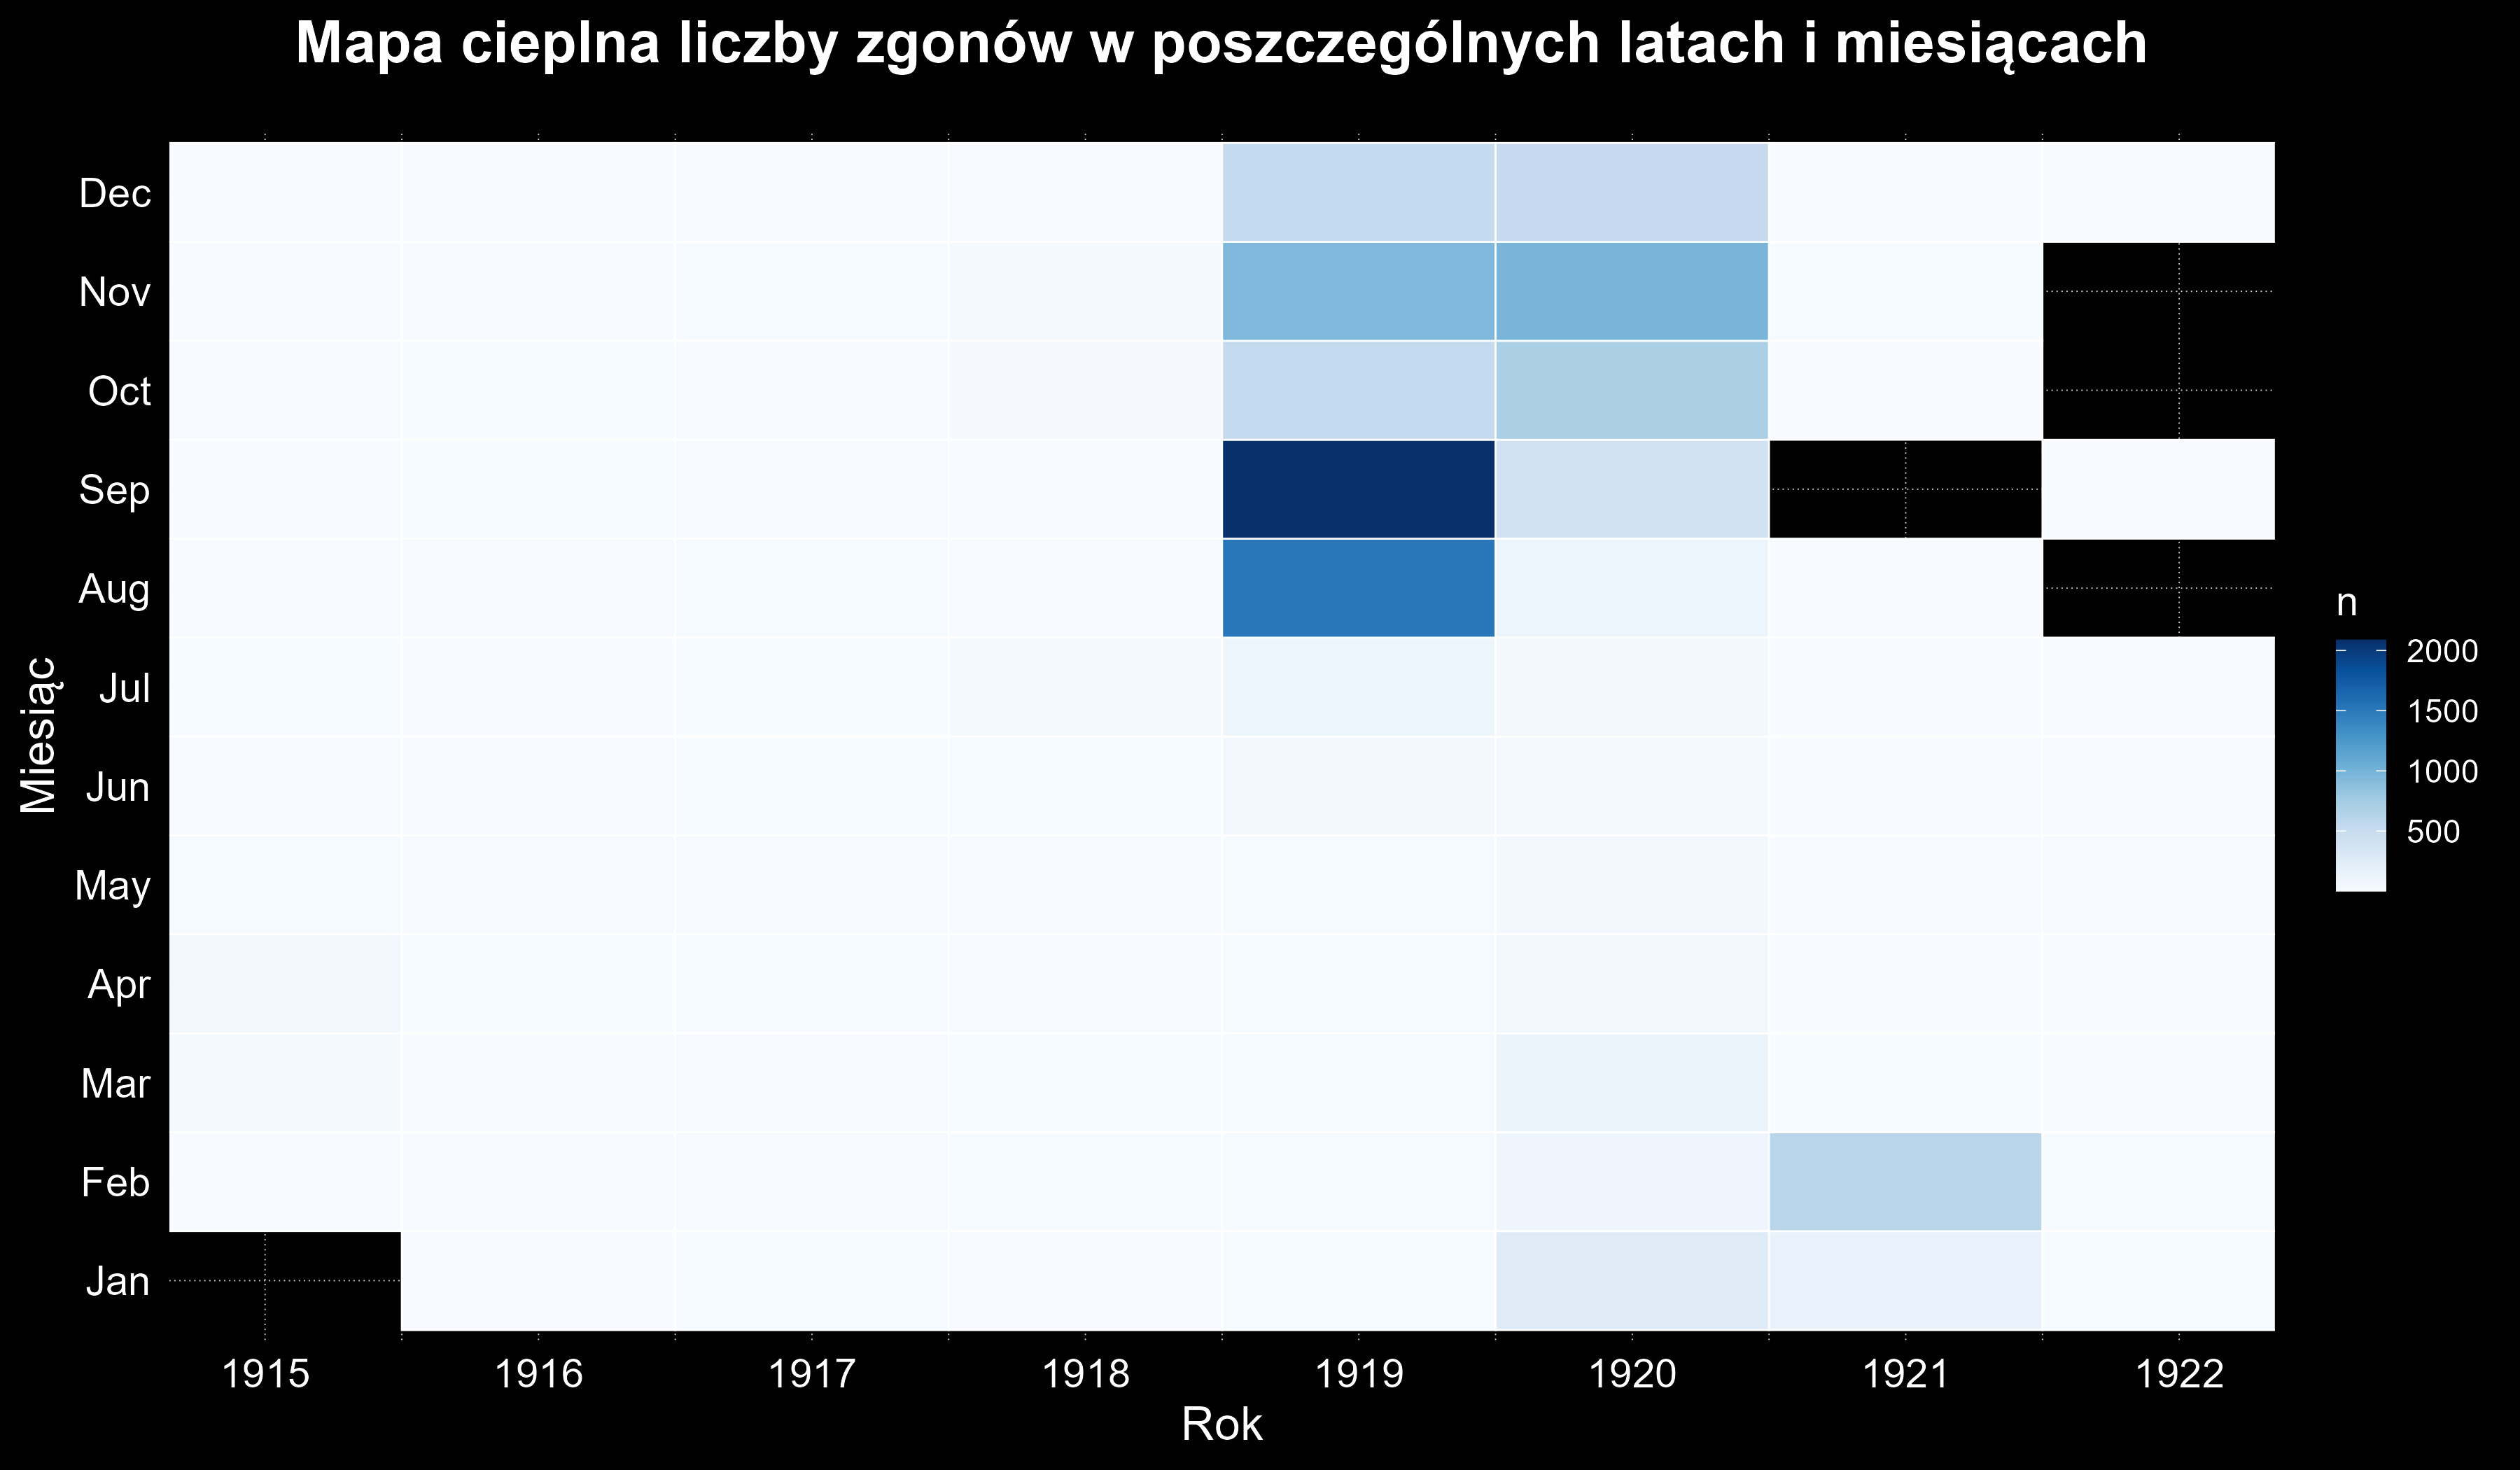 Mapa cieplna liczby zgonów w poszczególnych latach i miesiącach
Miesiąc
Dec
Nov
Oct
Sep
Aug
Jul
Jun
May
Apr
Mar
Feb
Jan
1915 1916 1917 1918 1919 1920 1921 1922
Rok
n
2000
1500
1000
500